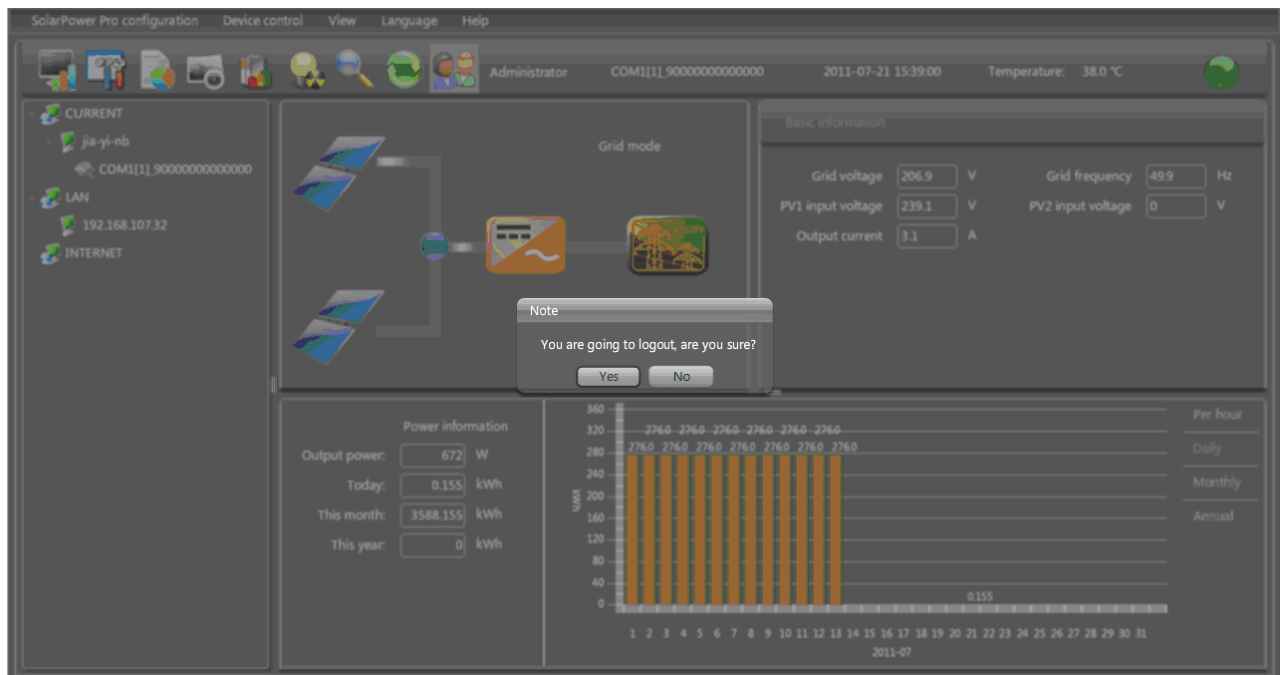 SolarPower Pro configuration Device control View Language Help
Administrator COM1[1]_90000000000000 2011-07-21 15:39:00 Temperature: 38.0 ℃
CURRENT
jia-yi-nb
COM1[1]_90000000000000
LAN
192.168.107.32
INTERNET
Grid mode
Basic information
Grid voltage 206.9 V Grid frequency 49.9 Hz
PV1 input voltage 239.1 V PV2 input voltage 0 V
Output current 3.1 A
Note
You are going to logout, are you sure?
Yes No
Power information
Output power: 672 W
Today: 0.155 kWh
This month: 3588.155 kWh
This year: 0 kWh
kWh
360
320
280
240
200
160
120
80
40
0
276.0 276.0 276.0 276.0 276.0 276.0
276.0 276.0 276.0 276.0 276.0 276.0 276.0
0.155
1 2 3 4 5 6 7 8 9 10 11 12 13 14 15 16 17 18 19 20 21 22 23 24 25 26 27 28 29 30 31
2011-07
Per hour
Daily
Monthly
Annual